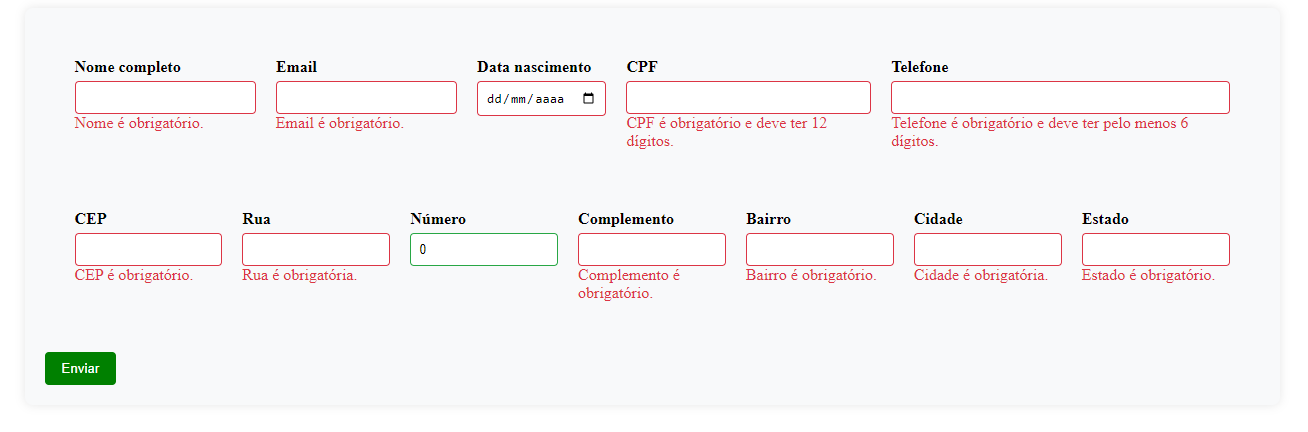 Nome completo Email Data nascimento CPF Telefone
dd/mm/aaaa
Nome é obrigatório. Email é obrigatório. CPF é obrigatório e deve ter 12 Telefone é obrigatório e deve ter pelo menos 6
dígitos. dígitos.
CEP Rua Número Complemento Bairro Cidade Estado
0
CEP é obrigatório. Rua é obrigatória. Complemento é Bairro é obrigatório. Cidade é obrigatória. Estado é obrigatório.
obrigatório.
Enviar